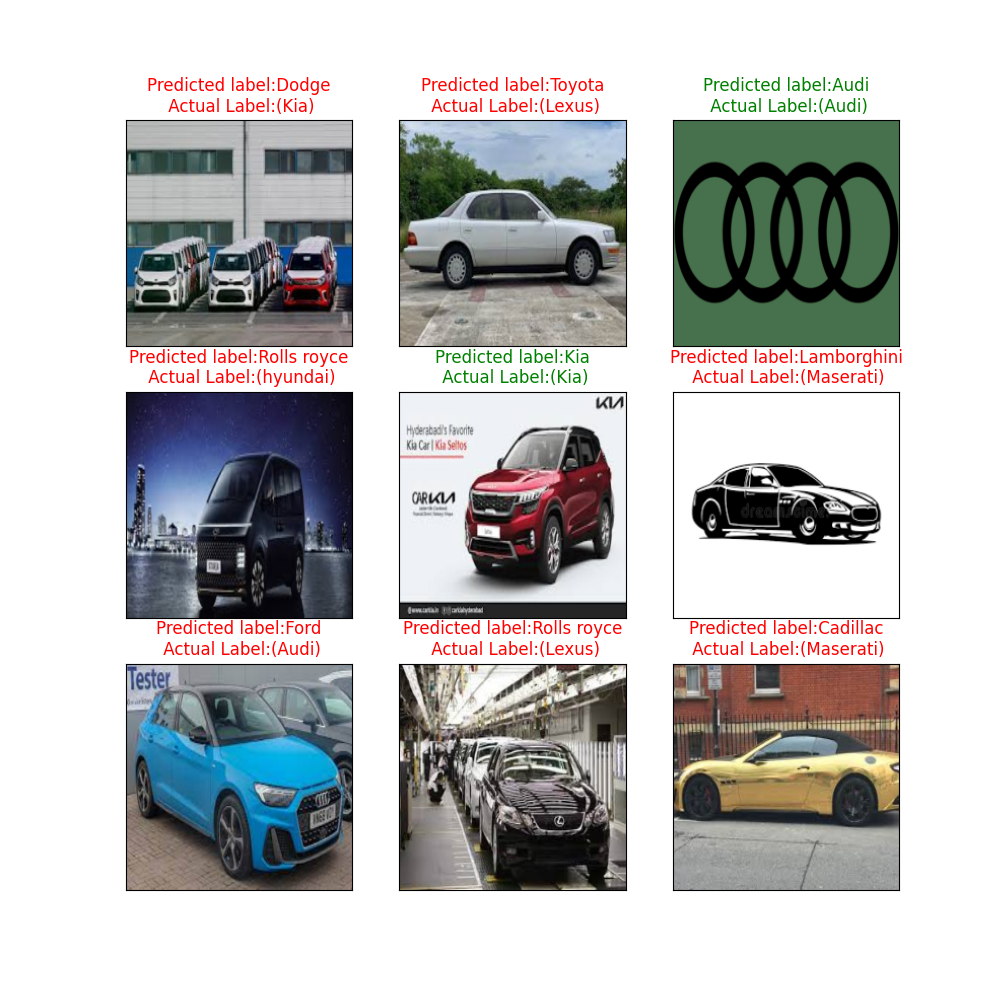 Predicted label:Dodge
Actual Label:(Kia)
Predicted label:Toyota
Actual Label:(Lexus)
Predicted label:Audi
Actual Label:(Audi)
Predicted label:Rolls royce
Actual Label:(hyundai)
Predicted label:Kia
Actual Label:(Kia)
KIA
Hyderabadi's Favorite
Kia Car | Kia Seltos
CAR KIA
Predicted label:Lamborghini
Actual Label:(Maserati)
Predicted label:Ford
Actual Label:(Audi)
Tester
Predicted label:Rolls royce
Actual Label:(Lexus)
Predicted label:Cadillac
Actual Label:(Maserati)